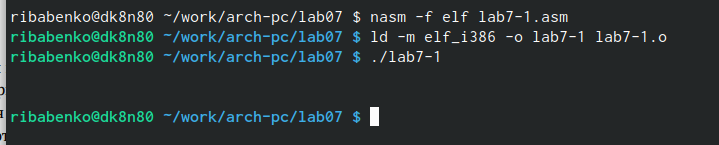 ribabenko@dk8n80 ~/work/arch-pc/lab07 $ nasm -f elf lab7-1.asm
ribabenko@dk8n80 ~/work/arch-pc/lab07 $ ld -m elf_i386 -o lab7-1 lab7-1.o
ribabenko@dk8n80 ~/work/arch-pc/lab07 $ ./lab7-1
ribabenko@dk8n80 ~/work/arch-pc/lab07 $